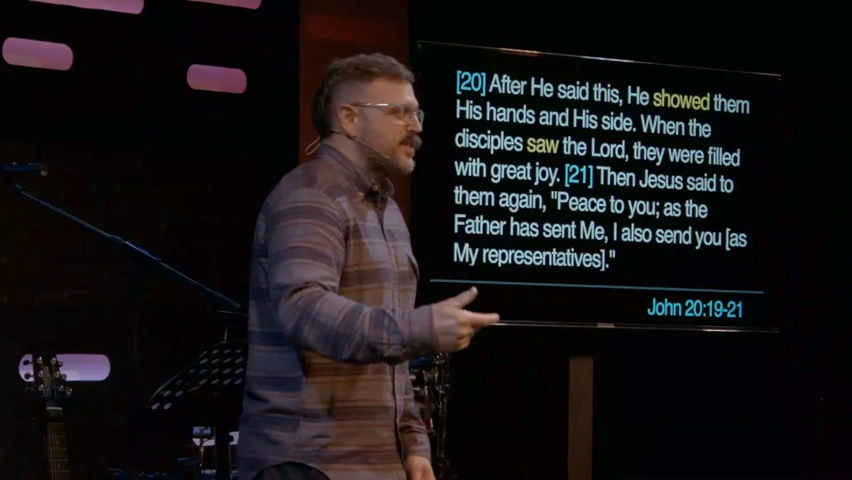 [20] After He said this, He showed them
His hands and His side. When the
disciples saw the Lord, they were filled
with great joy. [21] Then Jesus said to
them again, "Peace to you; as the
Father has sent Me, I also send you [as
My representatives]."
John 20:19-21